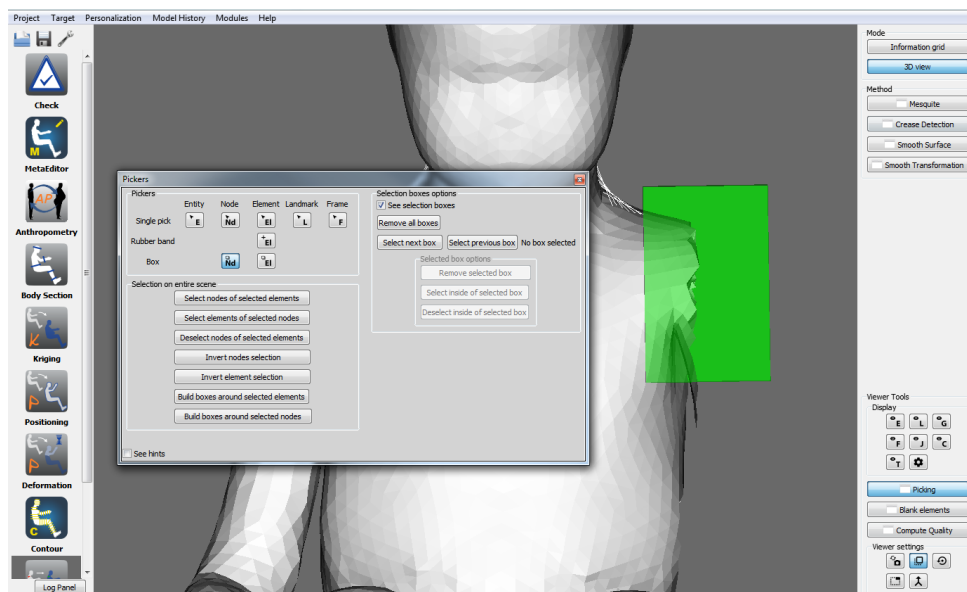 Project Target Personalization Model History Modules Help
Check
M
MetaEditor
AP
Anthropometry
Body Section
K
Kriging
P
Positioning
P
Deformation
C
Contour
Log Panel
Pickers
Pickers
Entity Node Element Landmark Frame
Single pick E Nd El L F
Rubber band El
Box Nd El
Selection on entire scene
Select nodes of selected elements
Select elements of selected nodes
Deselect nodes of selected elements
Invert nodes selection
Invert element selection
Build boxes around selected elements
Build boxes around selected nodes
See hints
Selection boxes options
See selection boxes
Remove all boxes
Select next box Select previous box No box selected
Selected box options
Remove selected box
Select inside of selected box
Deselect inside of selected box
Mode
Information grid
3D view
Method
Mesquite
Crease Detection
Smooth Surface
Smooth Transformation
Viewer Tools
Display
E L G
F J C
T
Picking
Blank elements
Compute Quality
Viewer settings